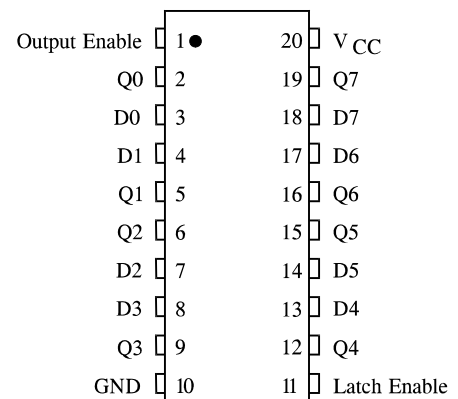 Output Enable 1 20 VCC
Q0 2 19 Q7
D0 3 18 D7
D1 4 17 D6
Q1 5 16 Q6
Q2 6 15 Q5
D2 7 14 D5
D3 8 13 D4
Q3 9 12 Q4
GND 10 11 Latch Enable